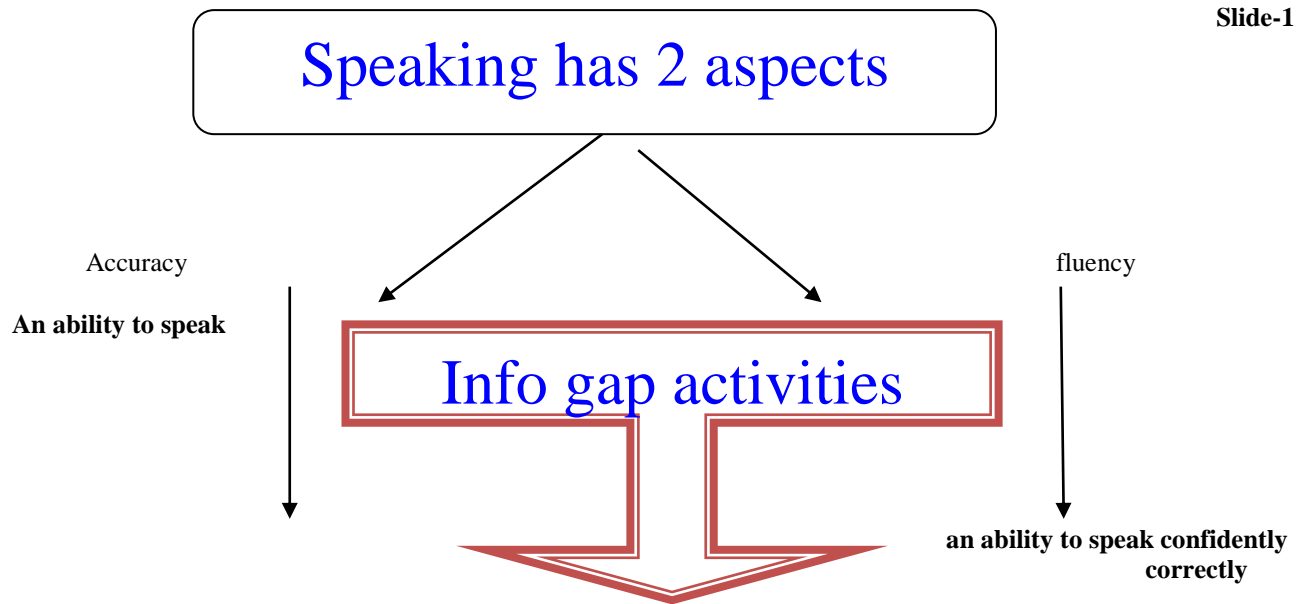 Slide-1
Speaking has 2 aspects
Accuracy
fluency
An ability to speak
Info gap activities
an ability to speak confidently
correctly